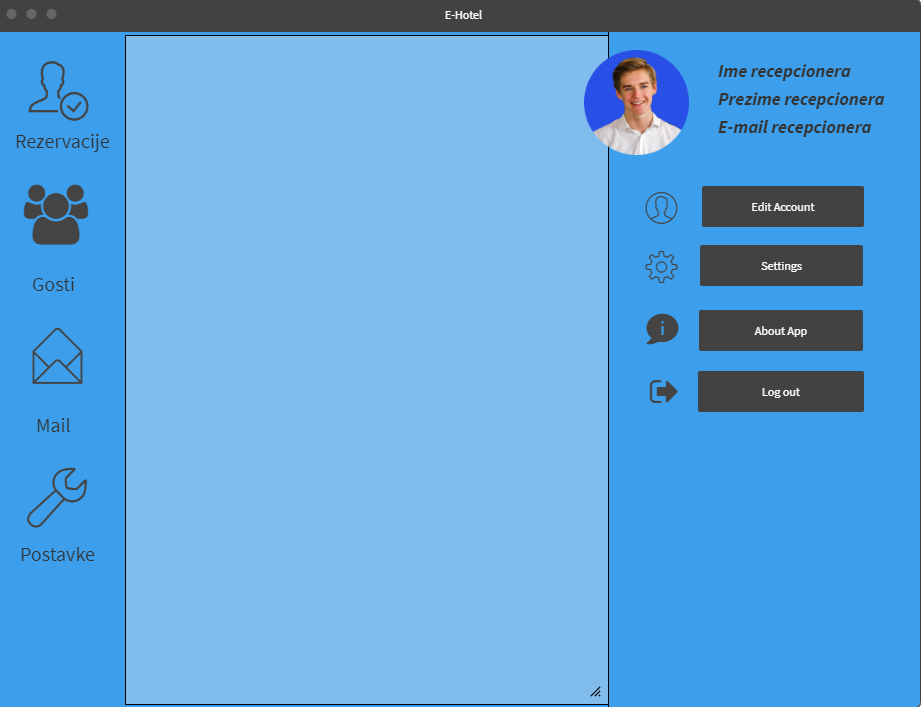 E-Hotel
Rezervacije
Gosti
Mail
Postavke
Ime recepcionera
Prezime recepcionera
E-mail recepcionera
Edit Account
Settings
i
About App
Log out